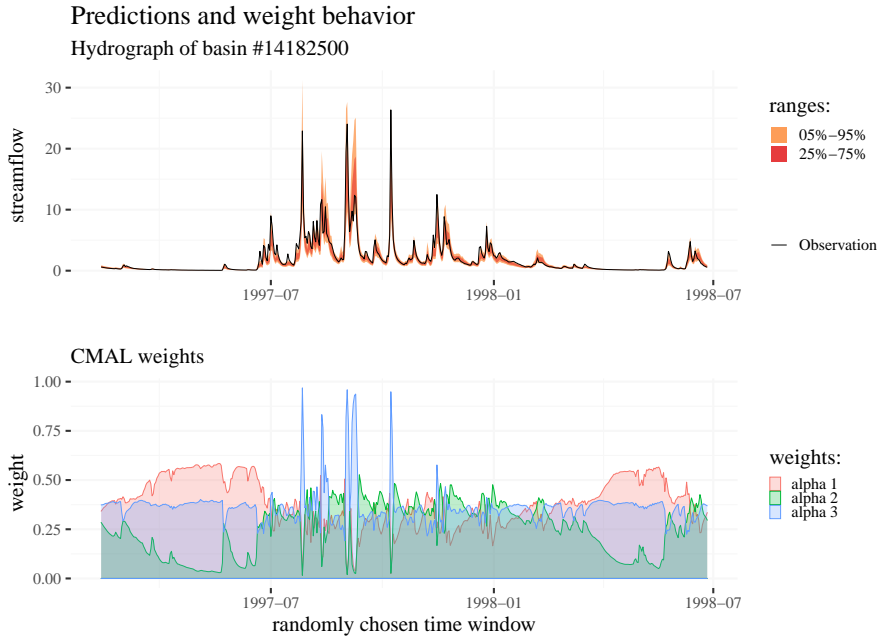 Predictions and weight behavior
Hydrograph of basin #14182500
30
20
10
0
streamflow
1997−07
1998−01
1998−07
ranges:
05%−95%
25%−75%
Observation
CMAL weights
1.00
0.75
0.50
0.25
0.00
weight
1997−07
1998−01
1998−07
randomly chosen time window
weights:
alpha 1
alpha 2
alpha 3